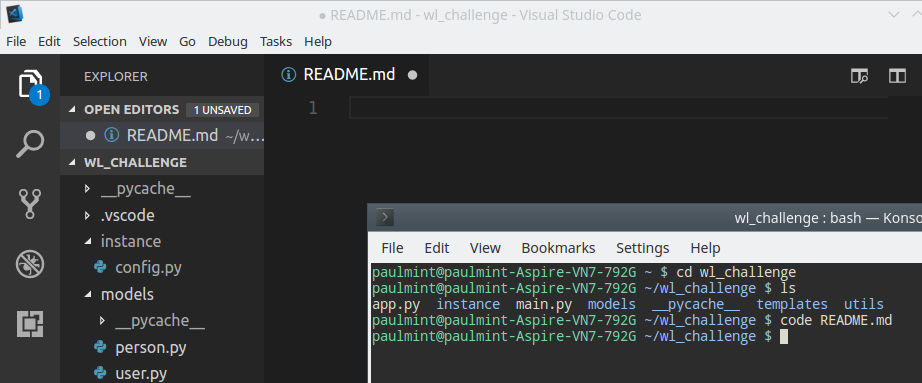 ● README.md - wl_challenge - Visual Studio Code
File Edit Selection View Go Debug Tasks Help
EXPLORER
1
OPEN EDITORS 1 UNSAVED
README.md ~/w...
WL_CHALLENGE
__pycache__
.vscode
instance
config.py
models
__pycache__
person.py
user.py
README.md
1
wl_challenge : bash — Konso
File Edit View Bookmarks Settings Help
paulmint@paulmint-Aspire-VN7-792G ~ $ cd wl_challenge
paulmint@paulmint-Aspire-VN7-792G ~/wl_challenge $ ls
app.py instance main.py models __pycache__ templates utils
paulmint@paulmint-Aspire-VN7-792G ~/wl_challenge $ code README.md
paulmint@paulmint-Aspire-VN7-792G ~/wl_challenge $